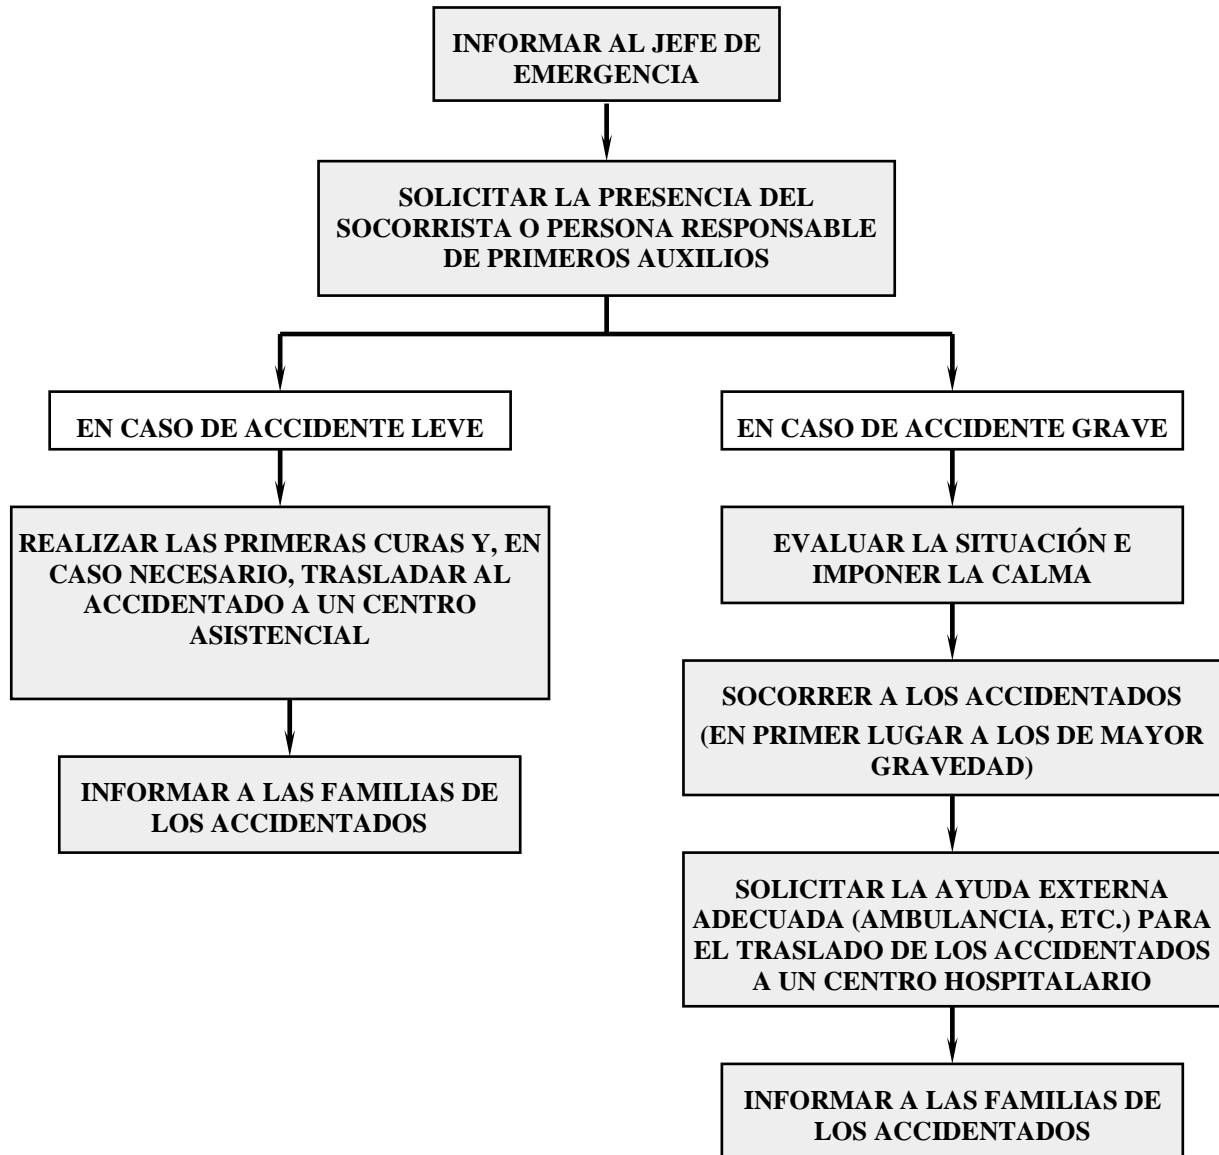 INFORMAR AL JEFE DE
EMERGENCIA
SOLICITAR LA PRESENCIA DEL
SOCORRISTA O PERSONA RESPONSABLE
DE PRIMEROS AUXILIOS
EN CASO DE ACCIDENTE LEVE
REALIZAR LAS PRIMERAS CURAS Y, EN
CASO NECESARIO, TRASLADAR AL
ACCIDENTADO A UN CENTRO
ASISTENCIAL
INFORMAR A LAS FAMILIAS DE
LOS ACCIDENTADOS
EN CASO DE ACCIDENTE GRAVE
EVALUAR LA SITUACIÓN E
IMPONER LA CALMA
SOCORRER A LOS ACCIDENTADOS
(EN PRIMER LUGAR A LOS DE MAYOR
GRAVEDAD)
SOLICITAR LA AYUDA EXTERNA
ADECUADA (AMBULANCIA, ETC.) PARA
EL TRASLADO DE LOS ACCIDENTADOS
A UN CENTRO HOSPITALARIO
INFORMAR A LAS FAMILIAS DE
LOS ACCIDENTADOS